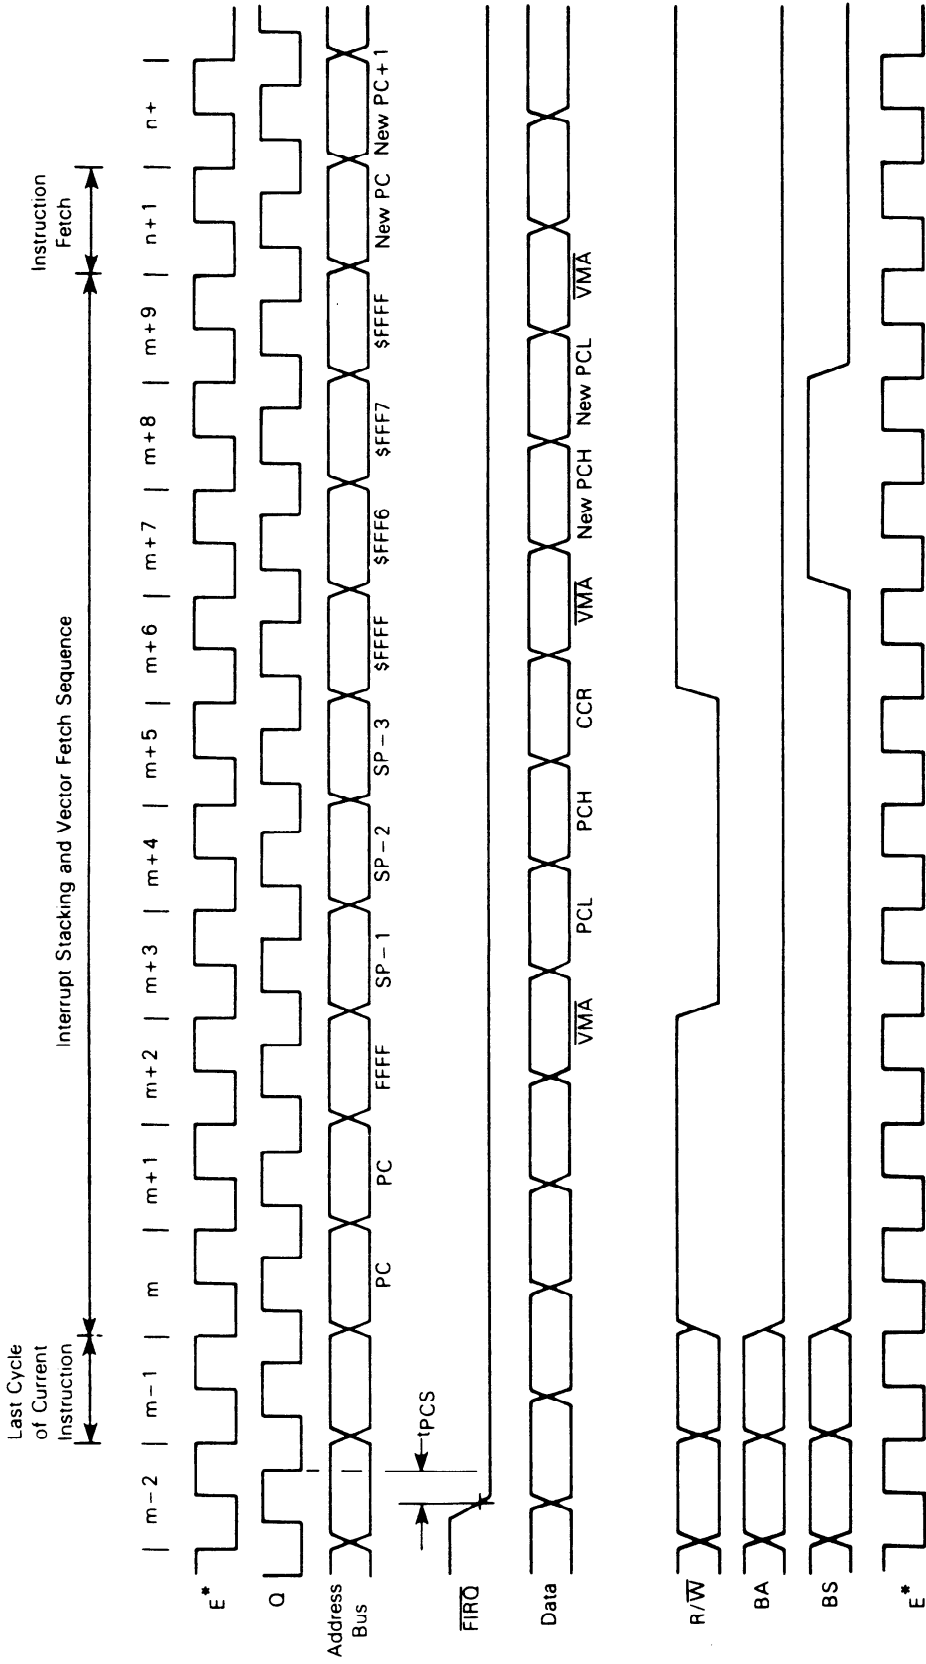 Last Cycle
of Current
Instruction
Interrupt Stacking and Vector Fetch Sequence
Instruction
Fetch
| m-2 | m-1 | m | m+1 | m+2 | m+3 | m+4 | m+5 | m+6 | m+7 | m+8 | m+9 | n+1 | n+ |
E*
Q
Address
Bus
PC PC FFFF SP-1 SP-2 SP-3 $FFFF $FFF6 $FFF7 $FFFF New PC New PC+1
tPCS
FIRQ
Data
VMA PCL PCH CCR VMA New PCH New PCL VMA
R/W
BA
BS
E*